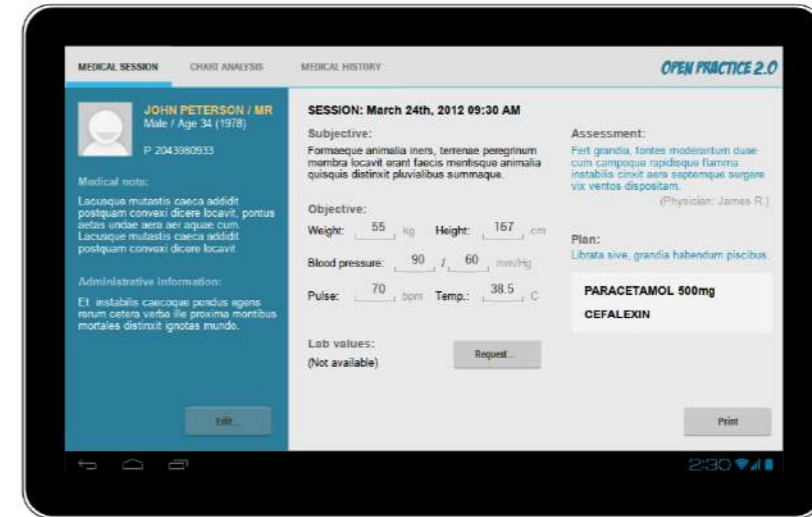 MEDICAL SESSION CHART ANALYSIS MEDICAL HISTORY OPEN PRACTICE 2.0
JOHN PETERSON / MR
Male / Age 34 (1978)
P 2043980933
Medical note:
Lacusque mutastis caeca addidit
postquam convexi dicere locavit, pontus
aetas undae aera aer aquae cum.
Lacusque mutastis caeca addidit
postquam convexi dicere locavit
Administrative information:
Et instabilis caecoque pondus egens
rerum cetera verba ille proxima montibus
mortales distinxit ignotas mundo.
Edit...
SESSION: March 24th, 2012 09:30 AM
Subjective:
Formaeque animalia iners, terrenae peregrinum
membra locavit erant faecis mentisque animalia
quisquis distinxit pluvialibus summaque.
Objective:
Weight: 55 kg Height: 167 cm
Blood pressure: 90 / 60 mm/Hg
Pulse: 70 bpm Temp.: 38.5 C
Lab values:
(Not available)
Request...
Assessment:
Fert grandia, fontes moderantum duae
cum campoque rapidisque flamma
instabilis cinxit aera septemque surgere
vix ventos dispositam.
(Physician: James R.)
Plan:
Librata sive, grandia habendum piscibus.
PARACETAMOL 500mg
CEFALEXIN
Print
2:30